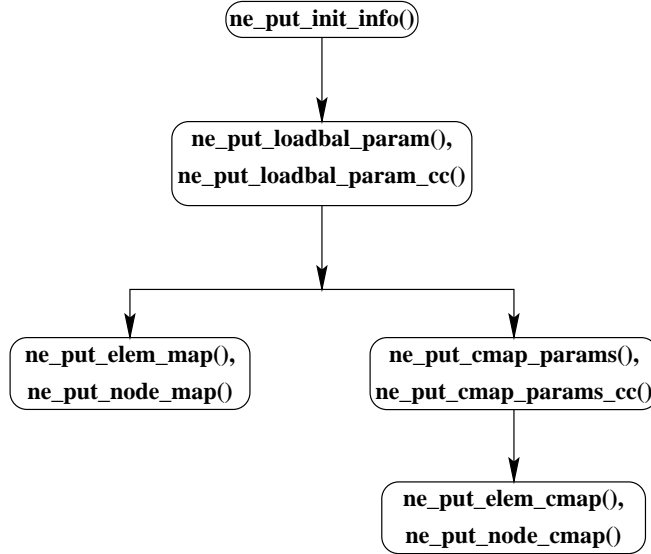 ne_put_init_info()
ne_put_loadbal_param(),
ne_put_loadbal_param_cc()
ne_put_elem_map(),
ne_put_node_map()
ne_put_cmap_params(),
ne_put_cmap_params_cc()
ne_put_elem_cmap(),
ne_put_node_cmap()